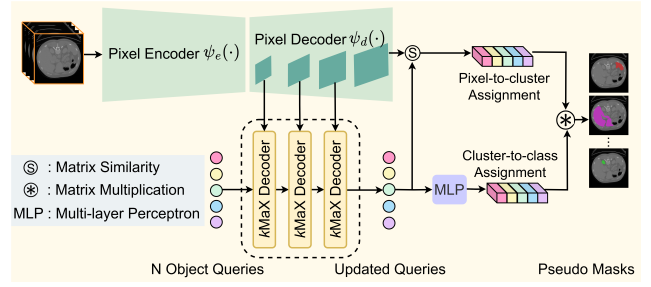 Pixel Encoder ψe(·)
Pixel Decoder ψd(·)
S
Pixel-to-cluster
Assignment
kMaX Decoder
kMaX Decoder
kMaX Decoder
*
S : Matrix Similarity
* : Matrix Multiplication
MLP : Multi-layer Perceptron
MLP
Cluster-to-class
Assignment
N Object Queries
Updated Queries
Pseudo Masks